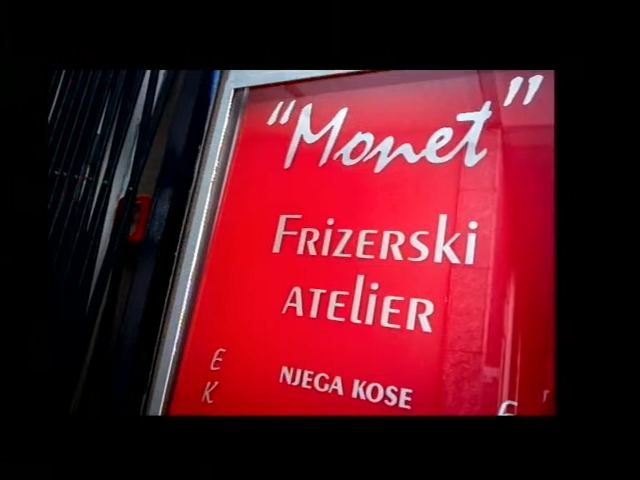 "Monet"
FRIZERSKI
ATELIER
NJEGA KOSE
E
K